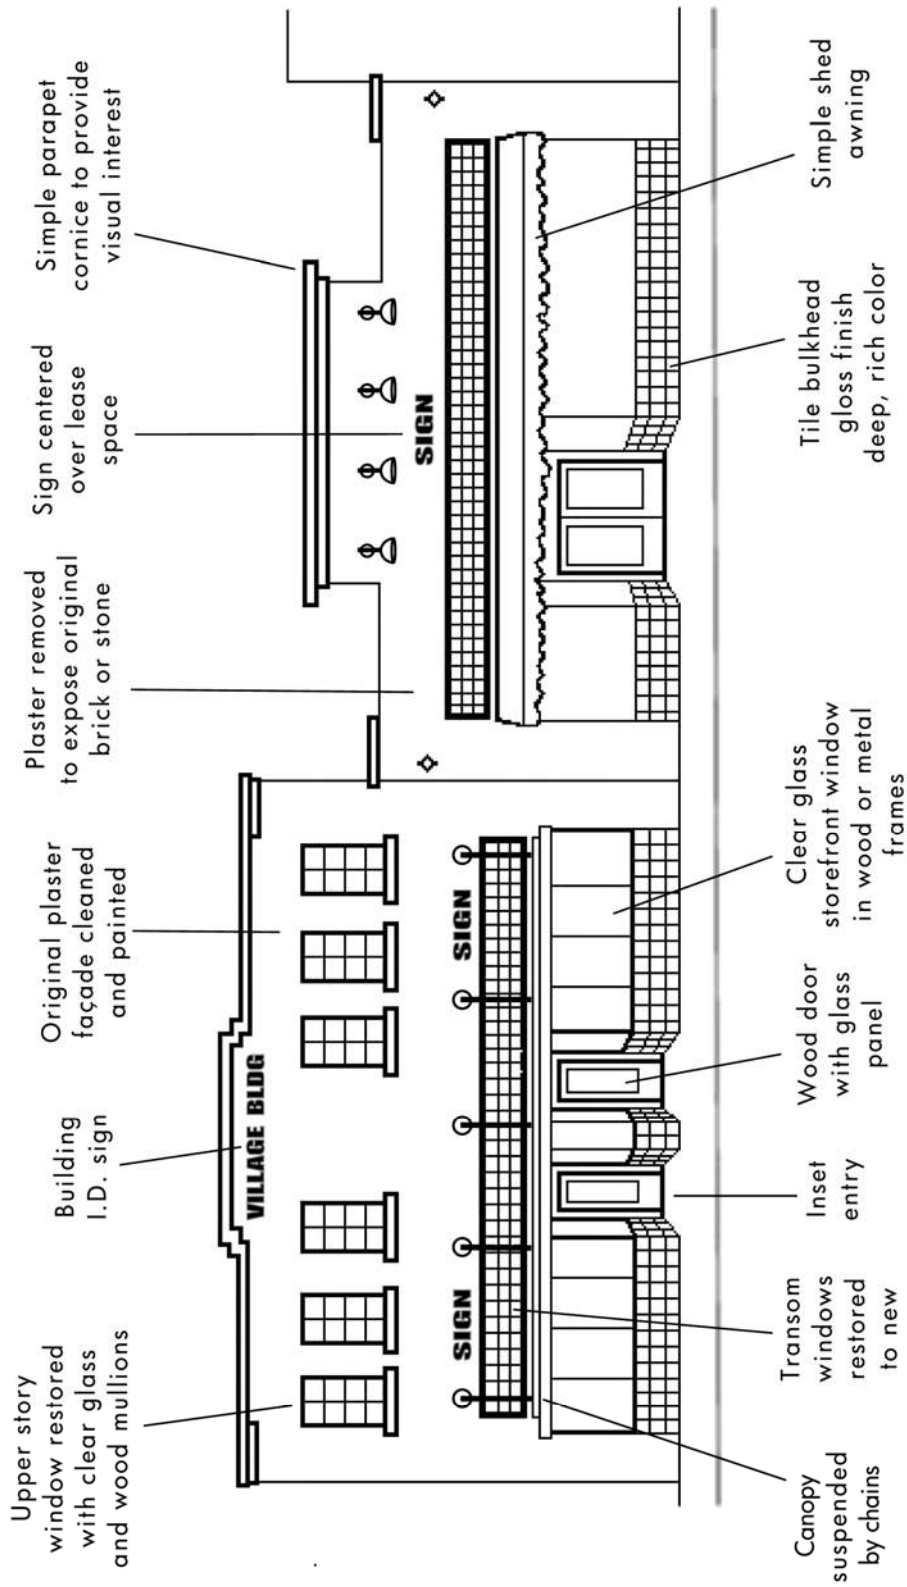 Upper story
window restored
with clear glass
and wood mullions
Building
I.D. sign
Original plaster
façade cleaned
and painted
Plaster removed
to expose original
brick or stone
Sign centered
over lease
space
Simple parapet
cornice to provide
visual interest
VILLAGE BLDG
SIGN
SIGN
SIGN
Canopy
suspended
by chains
Transom
windows
restored
to new
Inset
entry
Wood door
with glass
panel
Clear glass
storefront window
in wood or metal
frames
Tile bulkhead
gloss finish
deep, rich color
Simple shed
awning